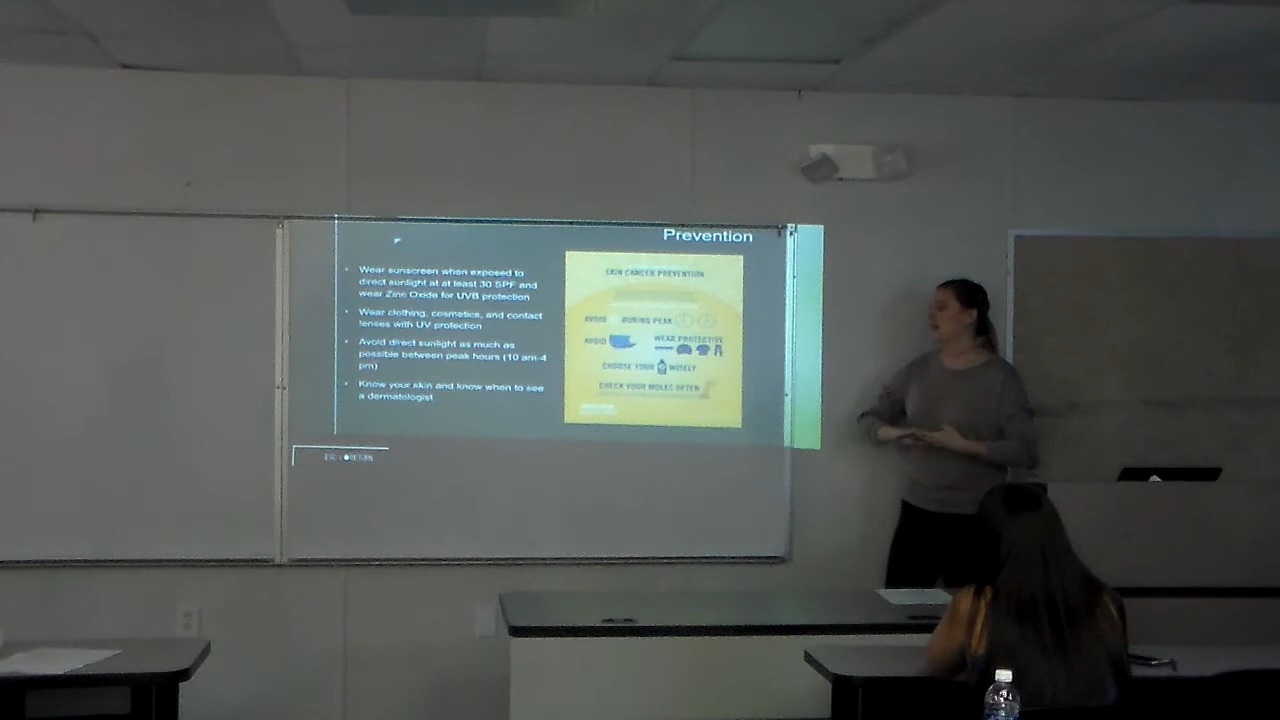 Prevention
Wear sunscreen when exposed to
direct sunlight at at least 30 SPF and
wear Zinc Oxide for UVB protection
Wear clothing, cosmetics, and contact
lenses with UV protection
Avoid direct sunlight as much as
possible between peak hours (10 am-4
pm)
Know your skin and know when to see
a dermatologist
SKIN CANCER PREVENTION
AVOID DURING PEAK
AVOID WEAR PROTECTIVE
CHOOSE YOUR WISELY
CHECK YOUR MOLES OFTEN
RETURN